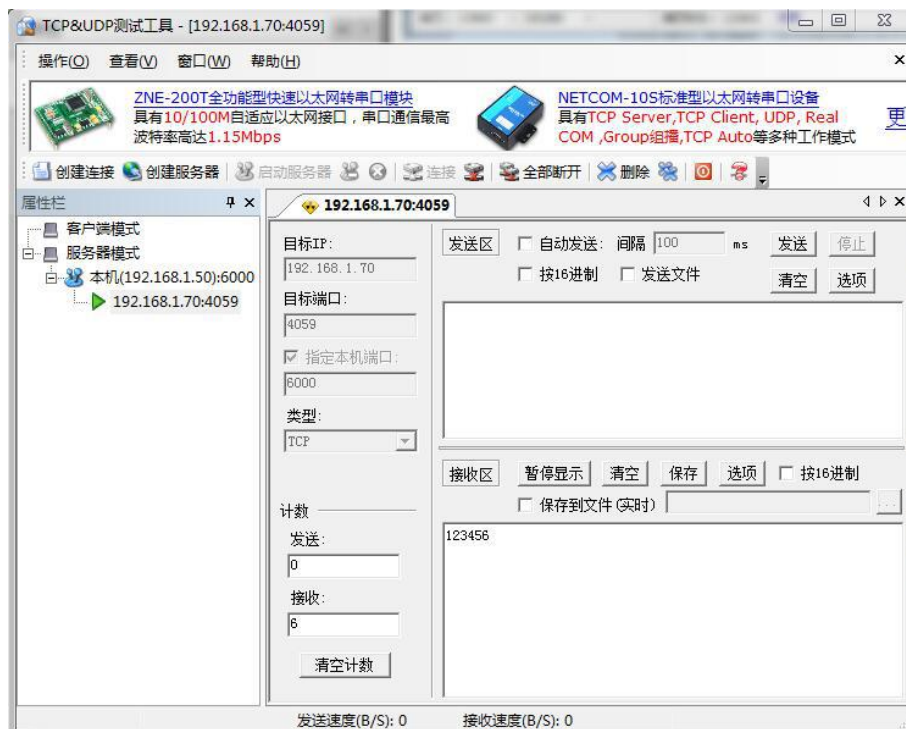 TCP&UDP测试工具 - [192.168.1.70:4059]
操作(O) 查看(V) 窗口(W) 帮助(H)
ZNE-200T全功能型快速以太网转串口模块
具有10/100M自适应以太网接口，串口通信最高
波特率高达1.15Mbps
NETCOM-10S标准型以太网转串口设备
具有TCP Server,TCP Client, UDP, Real
COM ,Group组播,TCP Auto等多种工作模式
更
创建连接 创建服务器 启动服务器 连接 全部断开 删除
属性栏
客户端模式
服务器模式
本机(192.168.1.50):6000
192.168.1.70:4059
192.168.1.70:4059
目标IP:
192.168.1.70
目标端口:
4059
指定本机端口:
6000
类型:
TCP
计数
发送:
0
接收:
6
清空计数
发送区 自动发送: 间隔 100 ms 发送 停止
按16进制 发送文件 清空 选项
接收区 暂停显示 清空 保存 选项 按16进制
保存到文件(实时) ...
123456
发送速度(B/S): 0 接收速度(B/S): 0